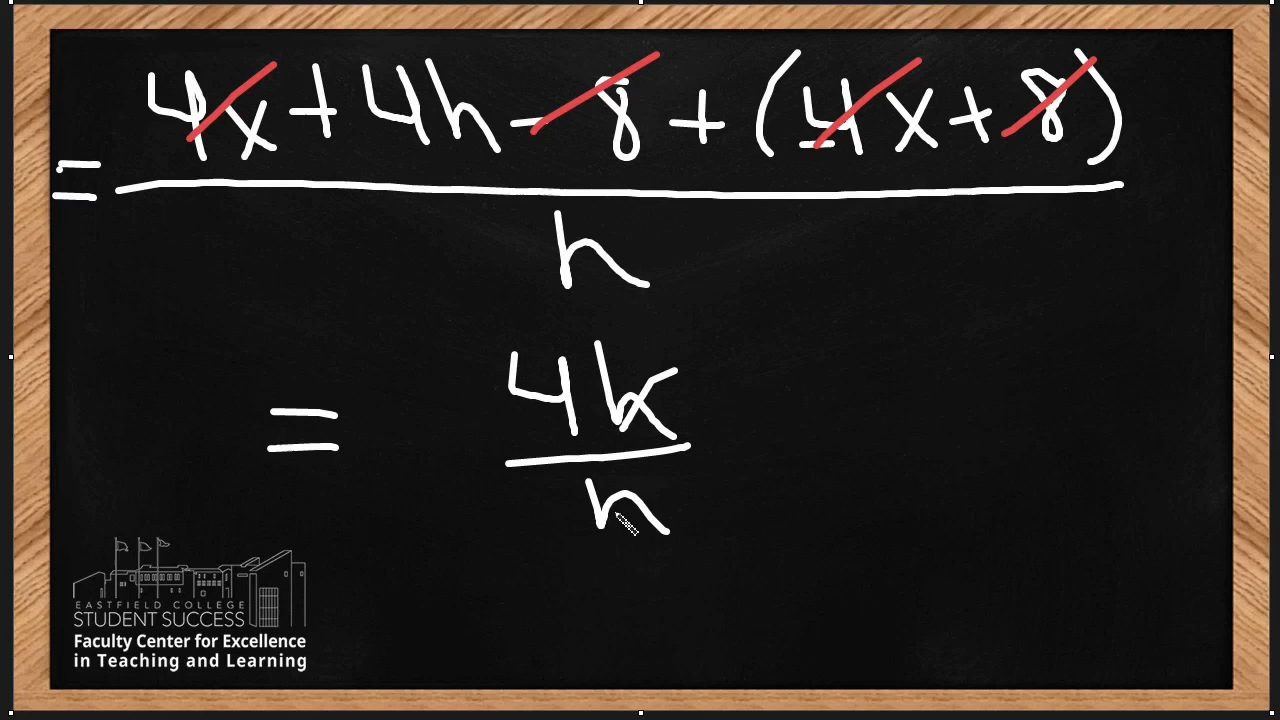 4x + 4h - 8 + (-4x + 8)
=
h
= 4h
h
EASTFIELD COLLEGE
STUDENT SUCCESS
Faculty Center for Excellence
in Teaching and Learning